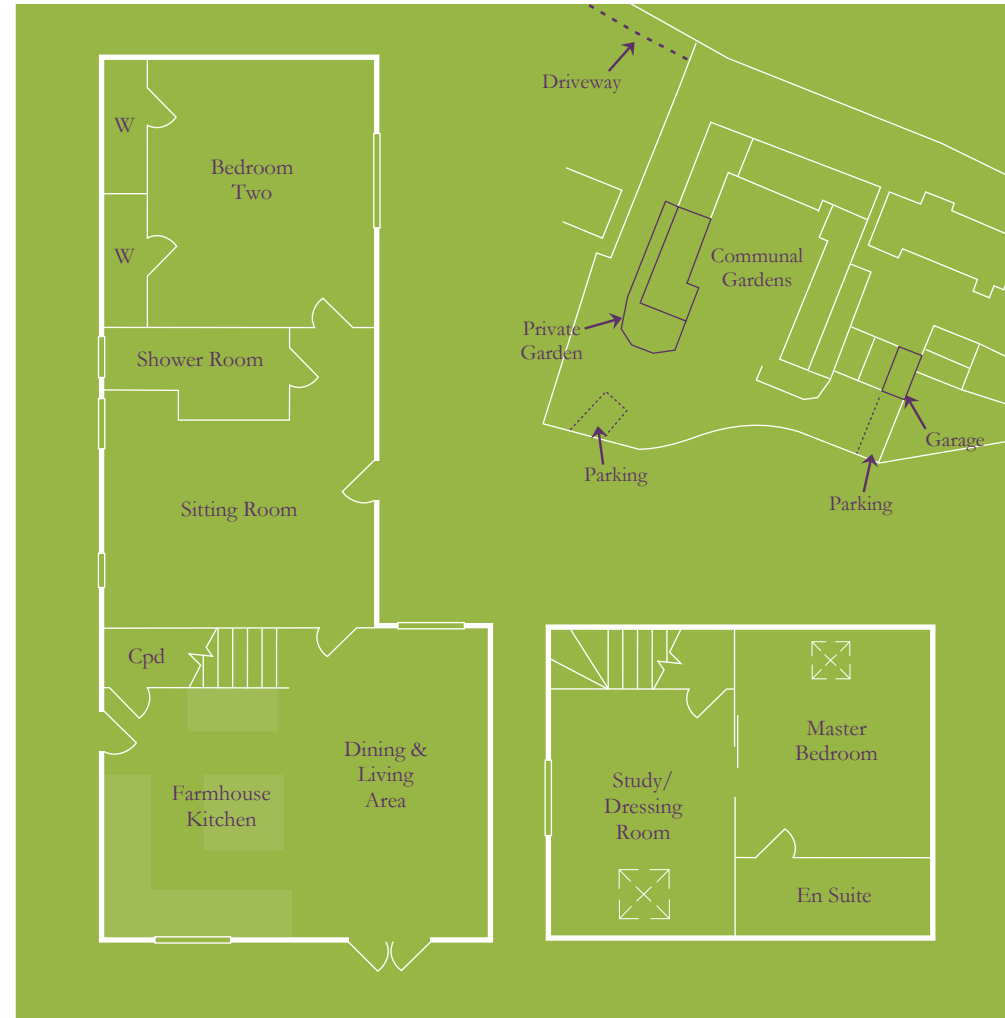 W
Bedroom
Two
W
Shower Room
Sitting Room
Cpd
Farmhouse
Kitchen
Dining &
Living
Area
Driveway
Communal
Gardens
Private
Garden
Parking
Garage
Parking
Study/
Dressing
Room
Master
Bedroom
En Suite